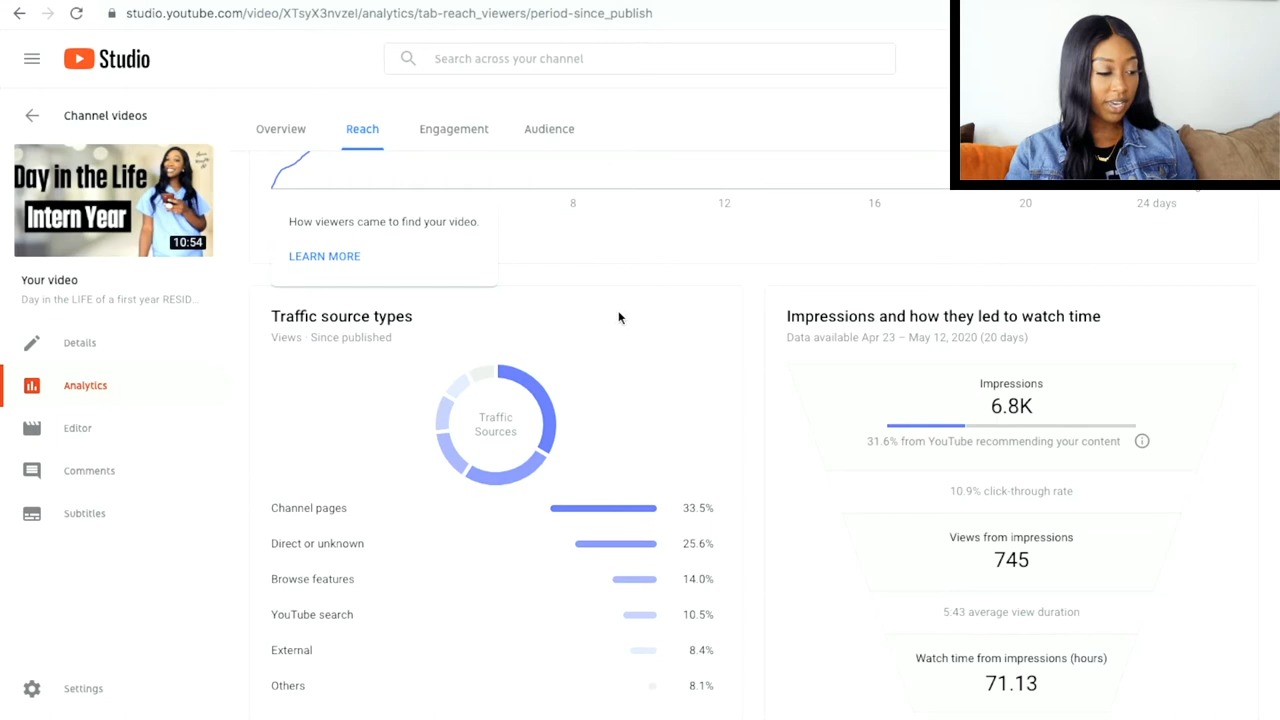 studio.youtube.com/video/XTsyX3nvzeI/analytics/tab-reach_viewers/period-since_publish
Studio
Search across your channel
Channel videos
Day in the Life
Intern Year
10:54
Your video
Day in the LIFE of a first year RESID...
Details
Analytics
Editor
Comments
Subtitles
Settings
Overview
Reach
Engagement
Audience
8
12
16
20
24 days
How viewers came to find your video.
LEARN MORE
Traffic source types
Views · Since published
Traffic
Sources
Channel pages 33.5%
Direct or unknown 25.6%
Browse features 14.0%
YouTube search 10.5%
External 8.4%
Others 8.1%
Impressions and how they led to watch time
Data available Apr 23 – May 12, 2020 (20 days)
Impressions
6.8K
31.6% from YouTube recommending your content
10.9% click-through rate
Views from impressions
745
5.43 average view duration
Watch time from impressions (hours)
71.13